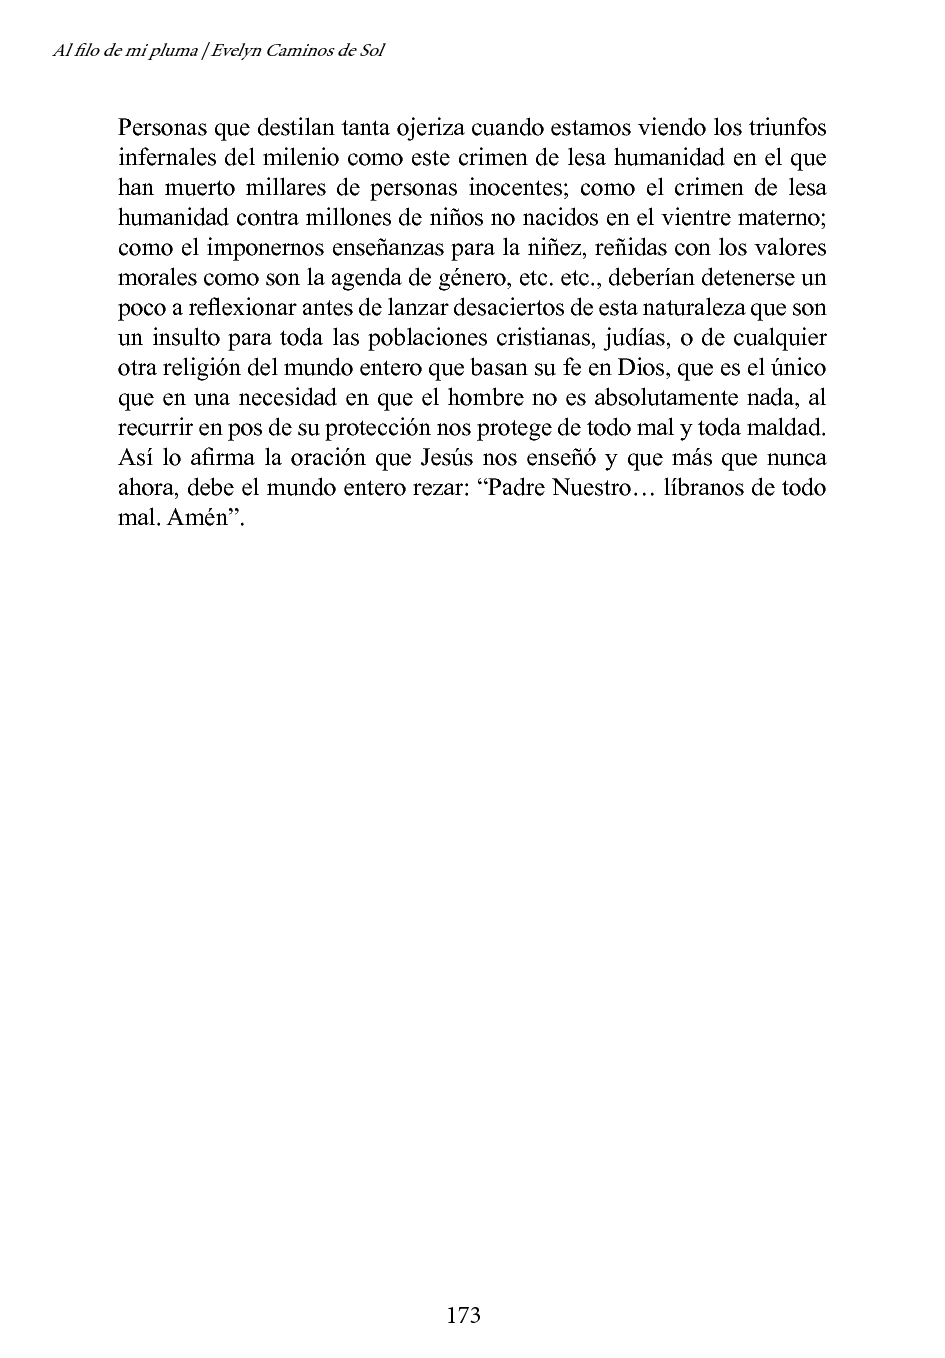 Al filo de mi pluma / Evelyn Caminos de Sol
Personas que destilan tanta ojeriza cuando estamos viendo los triunfos
infernales del milenio como este crimen de lesa humanidad en el que
han muerto millares de personas inocentes; como el crimen de lesa
humanidad contra millones de niños no nacidos en el vientre materno;
como el imponernos enseñanzas para la niñez, reñidas con los valores
morales como son la agenda de género, etc. etc., deberían detenerse un
poco a reflexionar antes de lanzar desaciertos de esta naturaleza que son
un insulto para toda las poblaciones cristianas, judías, o de cualquier
otra religión del mundo entero que basan su fe en Dios, que es el único
que en una necesidad en que el hombre no es absolutamente nada, al
recurrir en pos de su protección nos protege de todo mal y toda maldad.
Así lo afirma la oración que Jesús nos enseñó y que más que nunca
ahora, debe el mundo entero rezar: “Padre Nuestro… líbranos de todo
mal. Amén”.
173